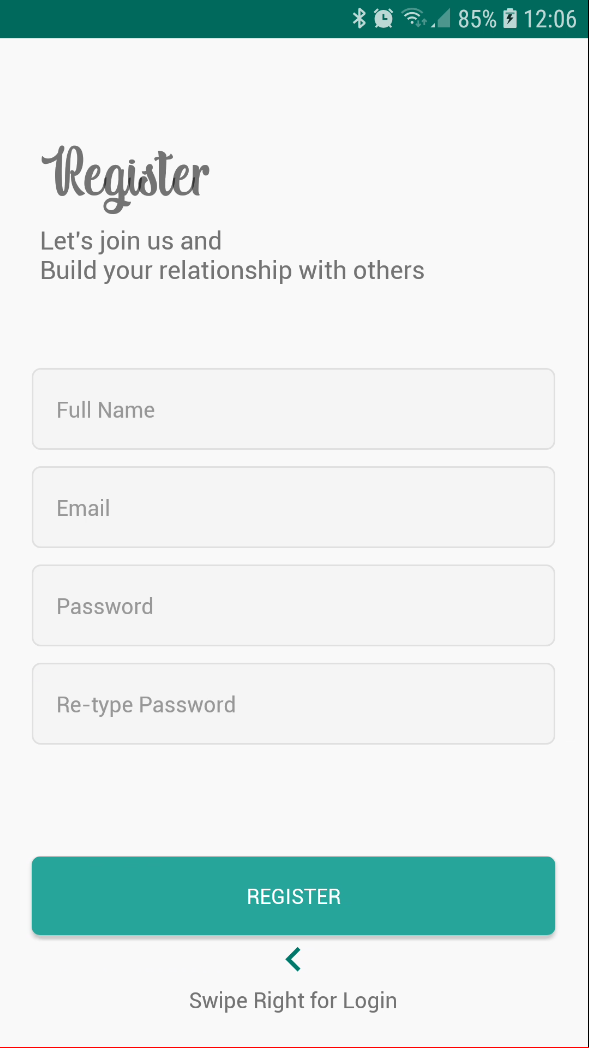 85% 12:06
Register
Let's join us and
Build your relationship with others
Full Name
Email
Password
Re-type Password
REGISTER
Swipe Right for Login